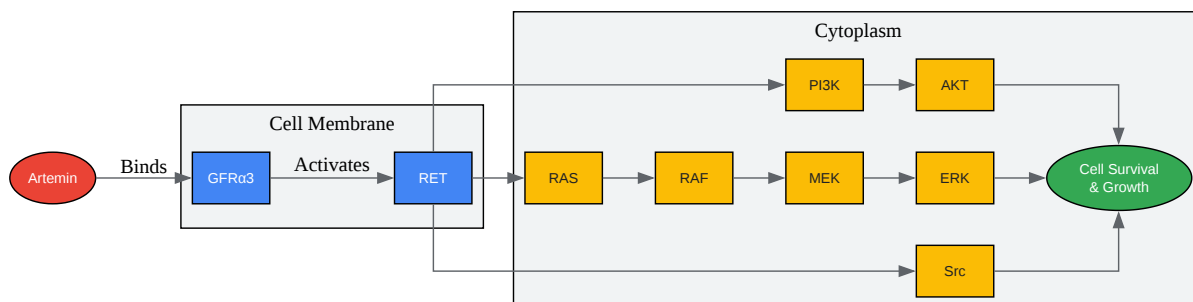 Cytoplasm
PI3K
AKT
Cell Membrane
Artemin
Binds
GFRα3
Activates
RET
RAS
RAF
MEK
ERK
Cell Survival
& Growth
Src